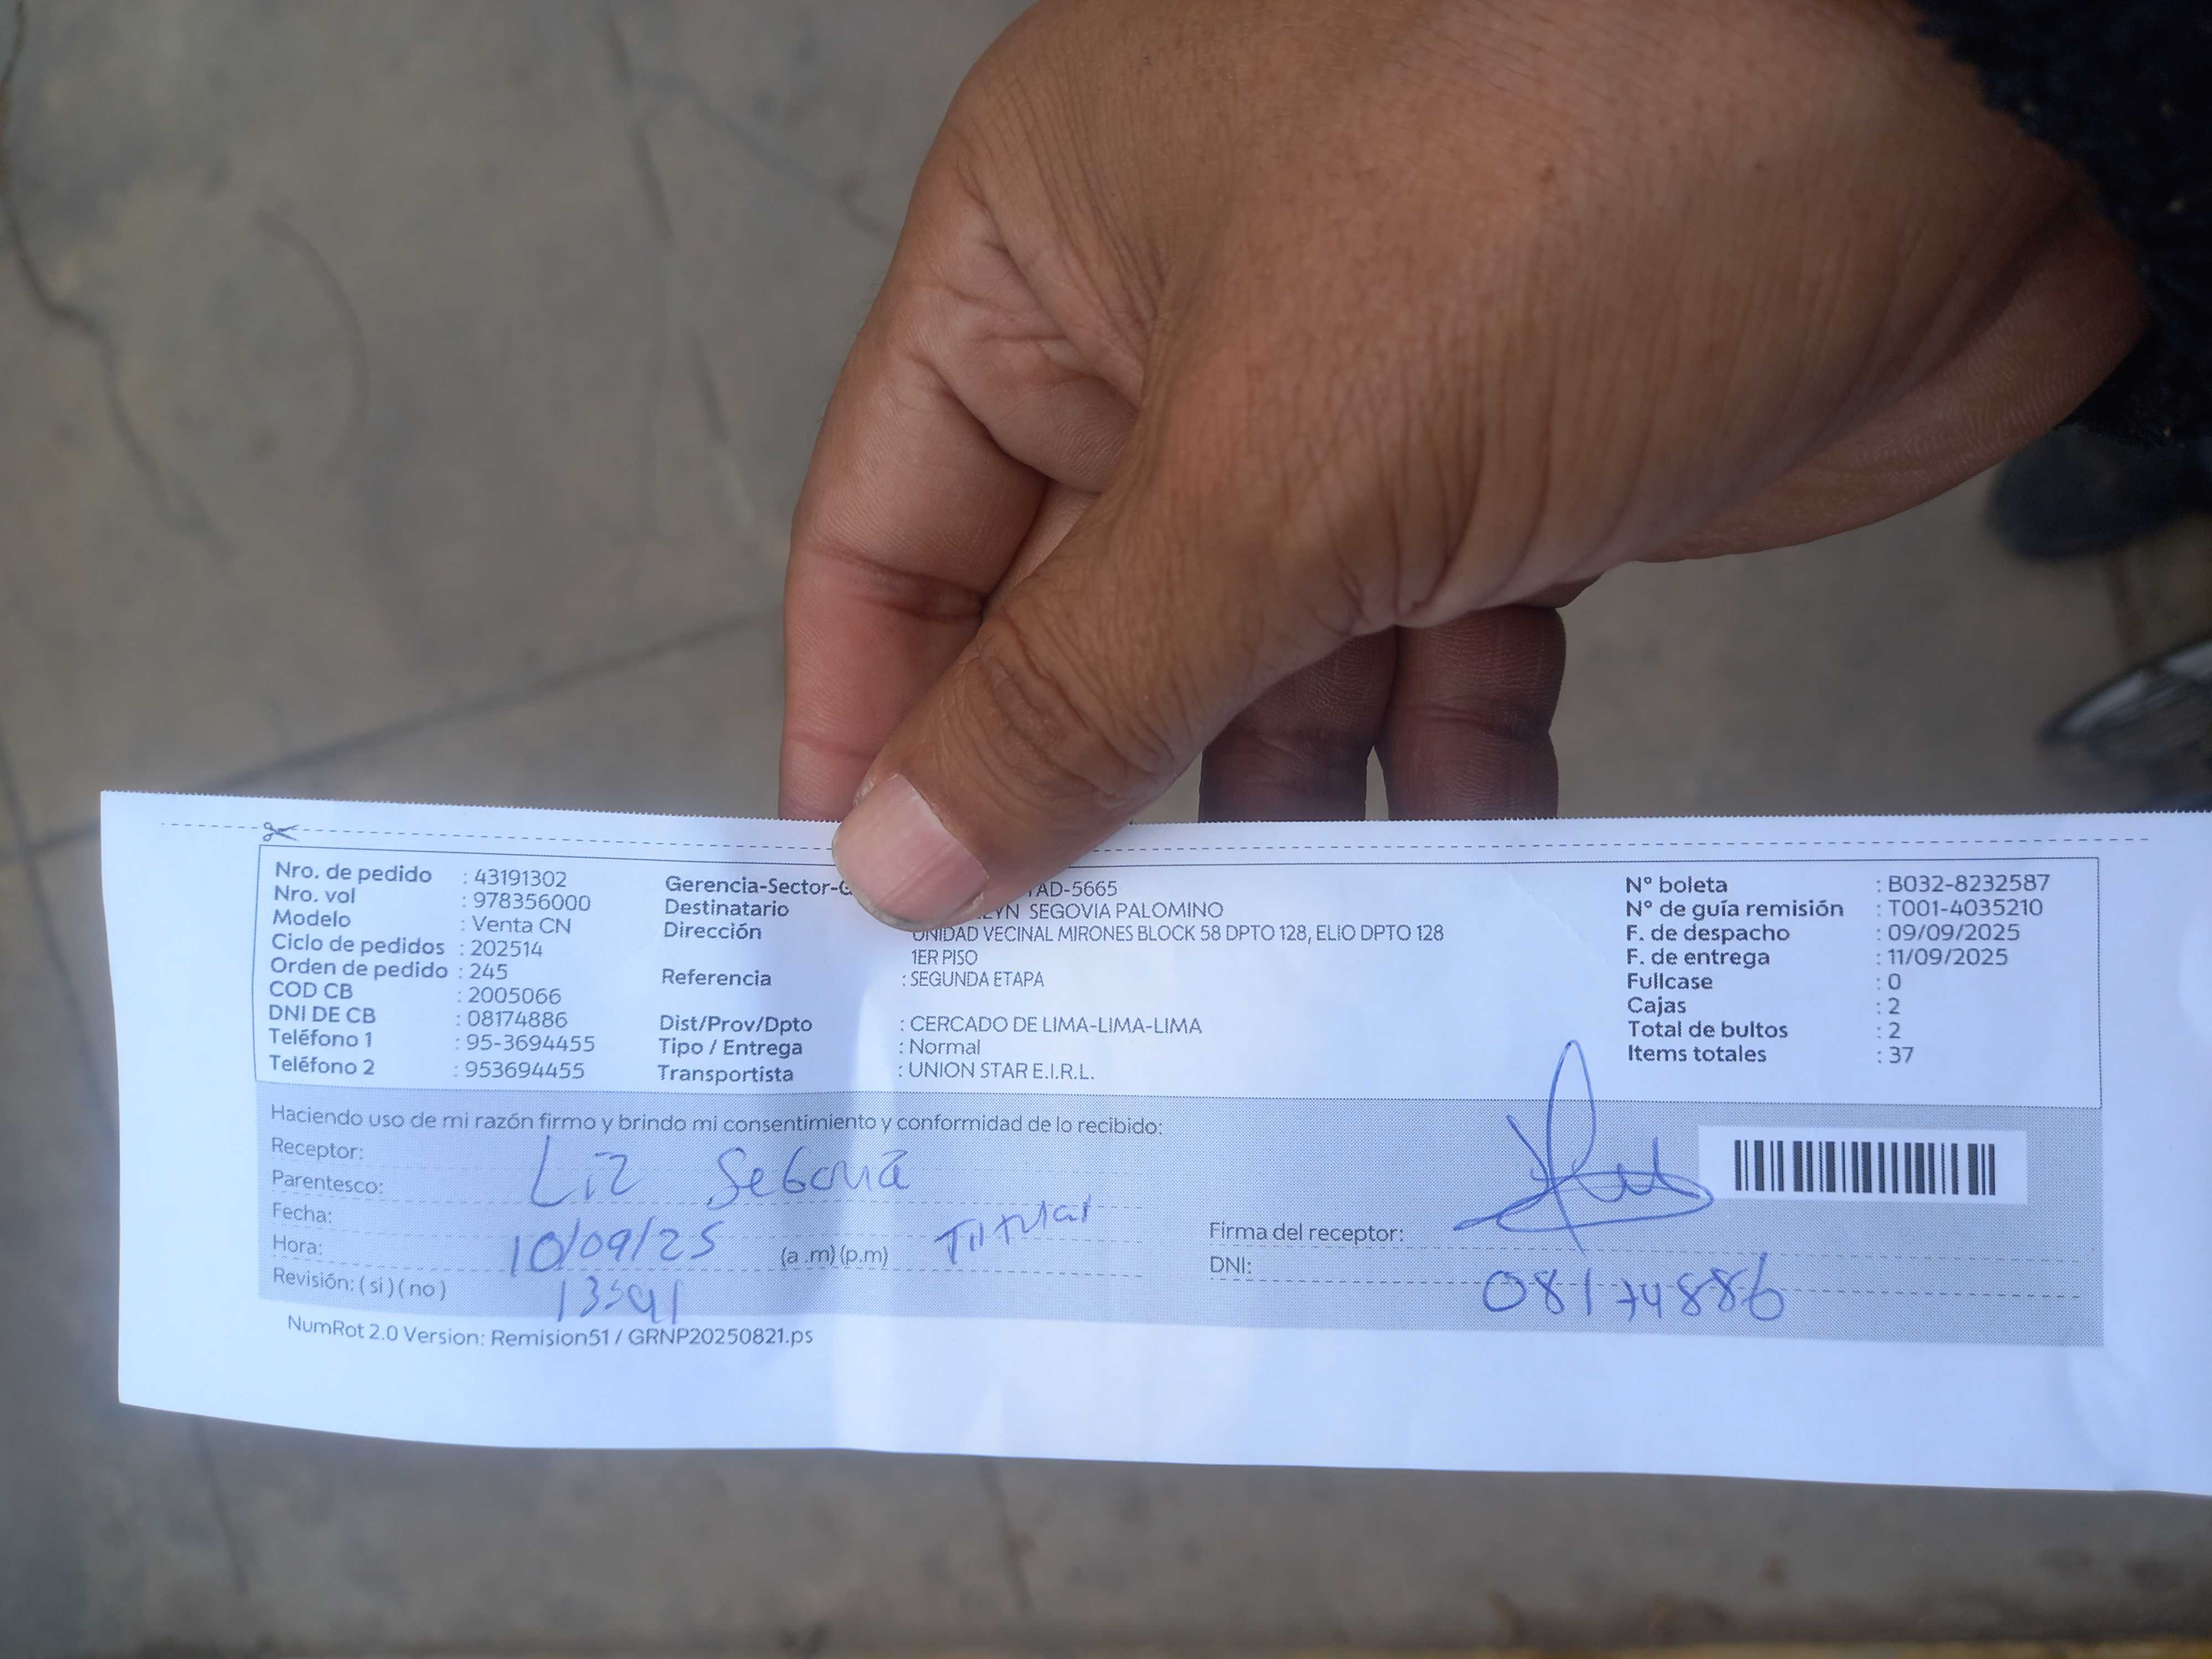 Nro. de pedido : 43191302
Nro. vol : 978356000
Modelo : Venta CN
Ciclo de pedidos : 202514
Orden de pedido : 245
COD CB : 2005066
DNI DE CB : 08174886
Teléfono 1 : 95-3694455
Teléfono 2 : 953694455
Gerencia-Sector- AD-5665
Destinatario SEGOVIA PALOMINO
Dirección UNIDAD VECINAL MIRONES BLOCK 58 DPTO 128, ELIO DPTO 128
1ER PISO
Referencia : SEGUNDA ETAPA
Dist/Prov/Dpto : CERCADO DE LIMA-LIMA-LIMA
Tipo / Entrega : Normal
Transportista : UNION STAR E.I.R.L.
N° boleta : B032-8232587
N° de guía remisión : T001-4035210
F. de despacho : 09/09/2025
F. de entrega : 11/09/2025
Fullcase : 0
Cajas : 2
Total de bultos : 2
Items totales : 37
Haciendo uso de mi razón firmo y brindo mi consentimiento y conformidad de lo recibido:
Receptor: Liz Segovia
Parentesco: Titular
Fecha: 10/09/25
Hora: (a .m) (p.m)
Revisión: ( si ) ( no )
Firma del receptor:
DNI: 08174886
NumRot 2.0 Version: Remision51 / GRNP20250821.ps